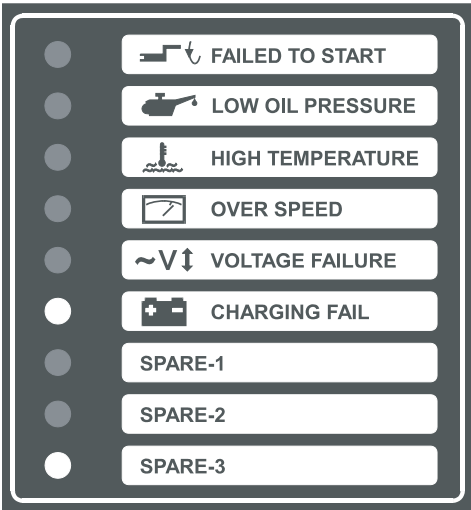 FAILED TO START
LOW OIL PRESSURE
HIGH TEMPERATURE
OVER SPEED
~V VOLTAGE FAILURE
CHARGING FAIL
SPARE-1
SPARE-2
SPARE-3